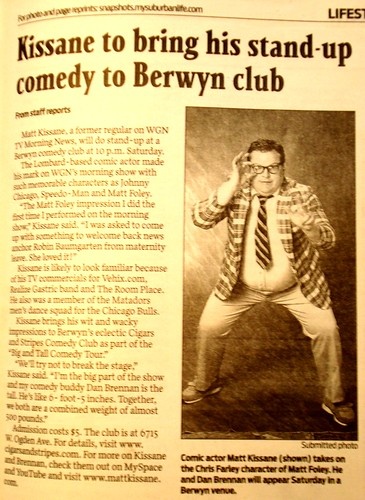 For photo and page reprints: snapshots.mysuburbanlife.com
LIFEST
Kissane to bring his stand-up
comedy to Berwyn club
From staff reports
Matt Kissane, a former regular on WGN
TV Morning News, will do stand-up at a
Berwyn comedy club at 10 p.m. Saturday.
The Lombard-based comic actor made
his mark on WGN's morning show with
such memorable characters as Johnny
Chicago, Speedo-Man and Matt Foley.
"The Matt Foley impression I did the
first time I performed on the morning
show," Kissane said. "I was asked to come
up with something to welcome back news
anchor Robin Baumgarten from maternity
leave. She loved it!"
Kissane is likely to look familiar because
of his TV commercials for Vehix.com,
Realize Gastric band and The Room Place.
He also was a member of the Matadors
men's dance squad for the Chicago Bulls.
Kissane brings his wit and wacky
impressions to Berwyn's eclectic Cigars
and Stripes Comedy Club as part of the
"Big and Tall Comedy Tour."
"We'll try not to break the stage,"
Kissane said. "I'm the big part of the show
and my comedy buddy Dan Brennan is the
tall. He's like 6-foot-5 inches. Together,
we both are a combined weight of almost
500 pounds."
Admission costs $5. The club is at 6715
W. Ogden Ave. For details, visit www.
cigarsandstripes.com. For more on Kissane
and Brennan, check them out on MySpace
and YouTube and visit www.mattkissane.
com.
Submitted photo
Comic actor Matt Kissane (shown) takes on
the Chris Farley character of Matt Foley. He
and Dan Brennan will appear Saturday in a
Berwyn venue.